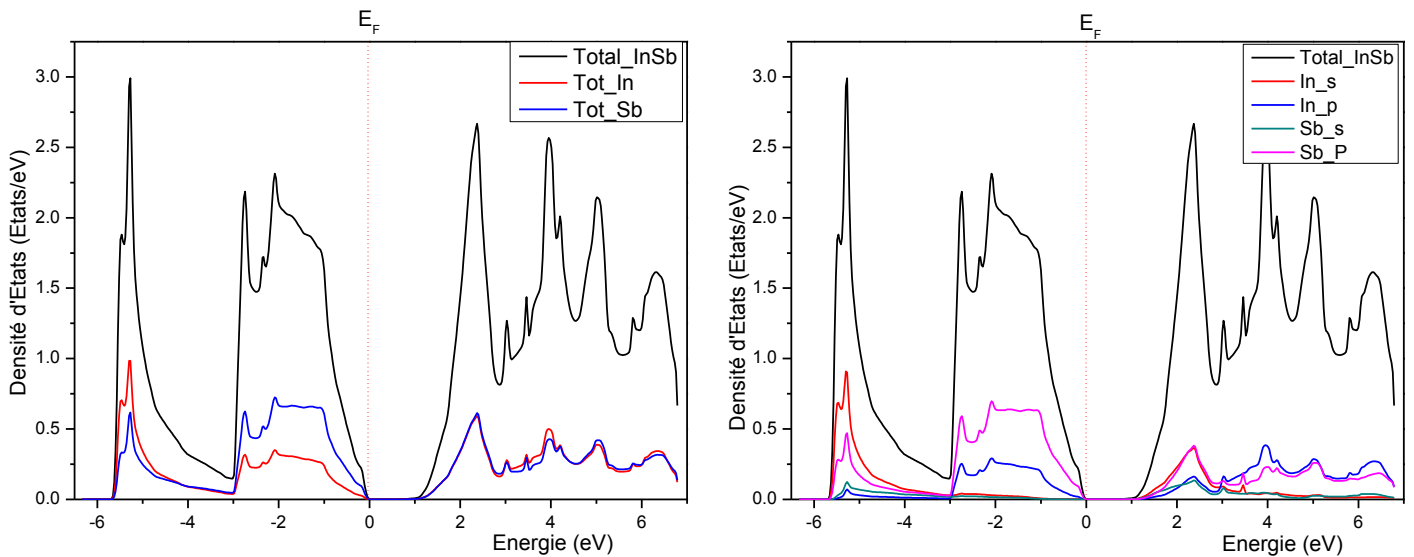 E_F
Total_InSb
Tot_In
Tot_Sb
Densité d'Etats (Etats/eV)
3.0
2.5
2.0
1.5
1.0
0.5
0.0
-6
-4
-2
0
2
4
6
Energie (eV)
E_F
Total_InSb
In_s
In_p
Sb_s
Sb_P
Densité d'Etats (Etats/eV)
3.0
2.5
2.0
1.5
1.0
0.5
0.0
-6
-4
-2
0
2
4
6
Energie (eV)